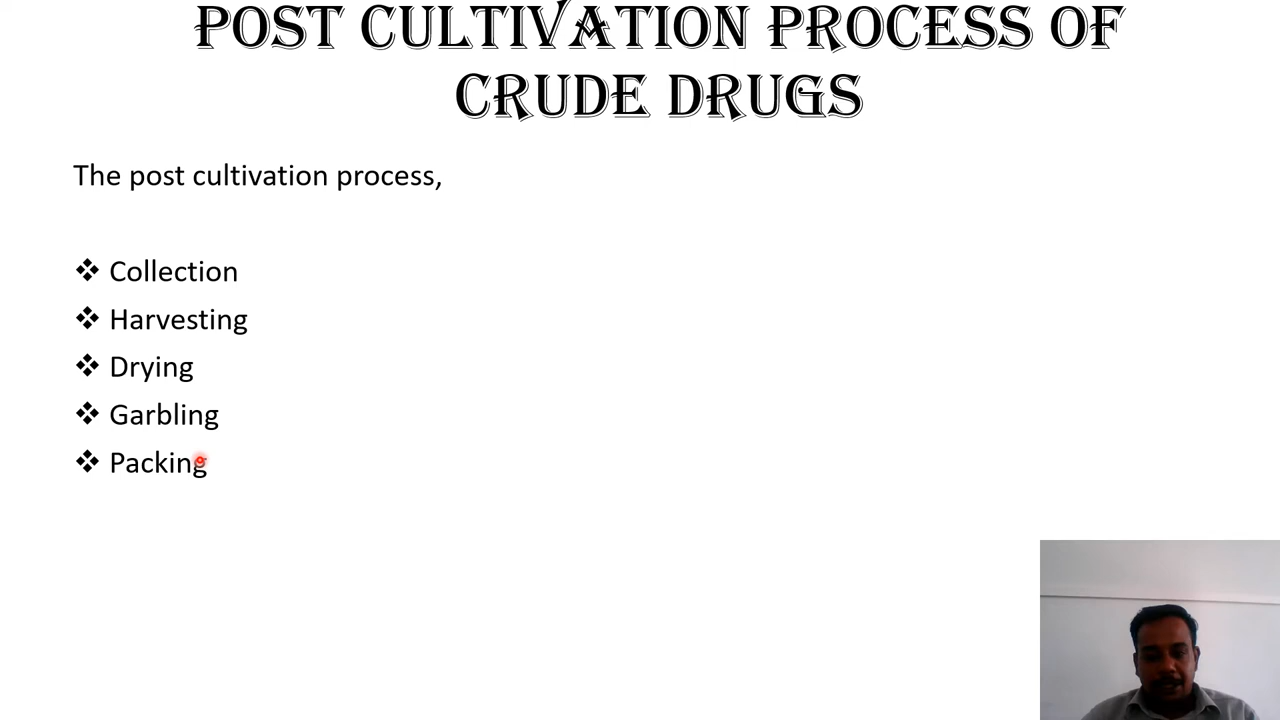 POST CULTIVATION PROCESS OF
CRUDE DRUGS
The post cultivation process,
❖ Collection
❖ Harvesting
❖ Drying
❖ Garbling
❖ Packing